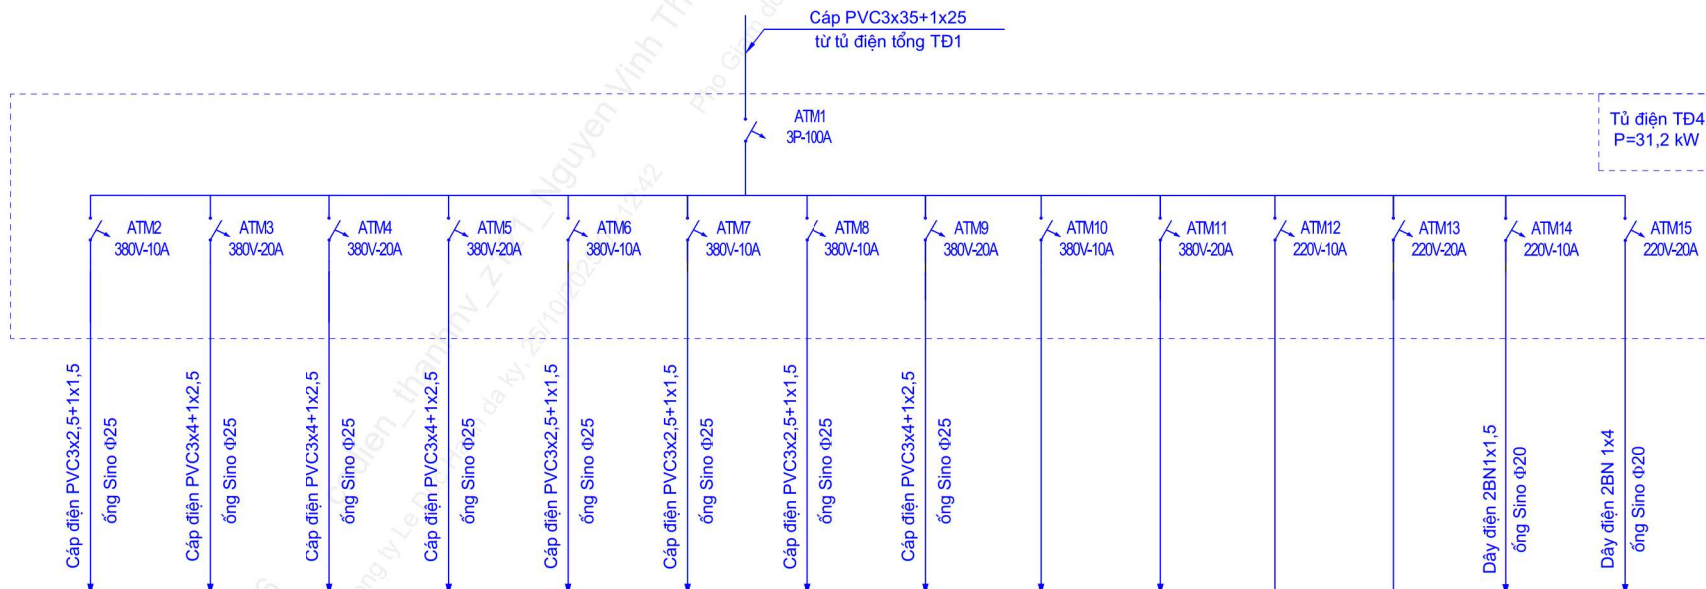 Cáp PVC3x35+1x25
từ tủ điện tổng TĐ1
Tủ điện TĐ4
P=31,2 kW
ATM1
3P-100A
ATM2
380V-10A
ATM3
380V-20A
ATM4
380V-20A
ATM5
380V-20A
ATM6
380V-10A
ATM7
380V-10A
ATM8
380V-10A
ATM9
380V-20A
ATM10
380V-10A
ATM11
380V-20A
ATM12
220V-10A
ATM13
220V-20A
ATM14
220V-10A
ATM15
220V-20A
Cáp điện PVC3x2,5+1x1,5
ống Sino Φ25
Cáp điện PVC3x4+1x2,5
ống Sino Φ25
Cáp điện PVC3x4+1x2,5
ống Sino Φ25
Cáp điện PVC3x4+1x2,5
ống Sino Φ25
Cáp điện PVC3x2,5+1x1,5
ống Sino Φ25
Cáp điện PVC3x2,5+1x1,5
ống Sino Φ25
Cáp điện PVC3x2,5+1x1,5
ống Sino Φ25
Cáp điện PVC3x4+1x2,5
ống Sino Φ25
Dây điện 2BN1x1,5
ống Sino Φ20
Dây điện 2BN 1x4
ống Sino Φ20